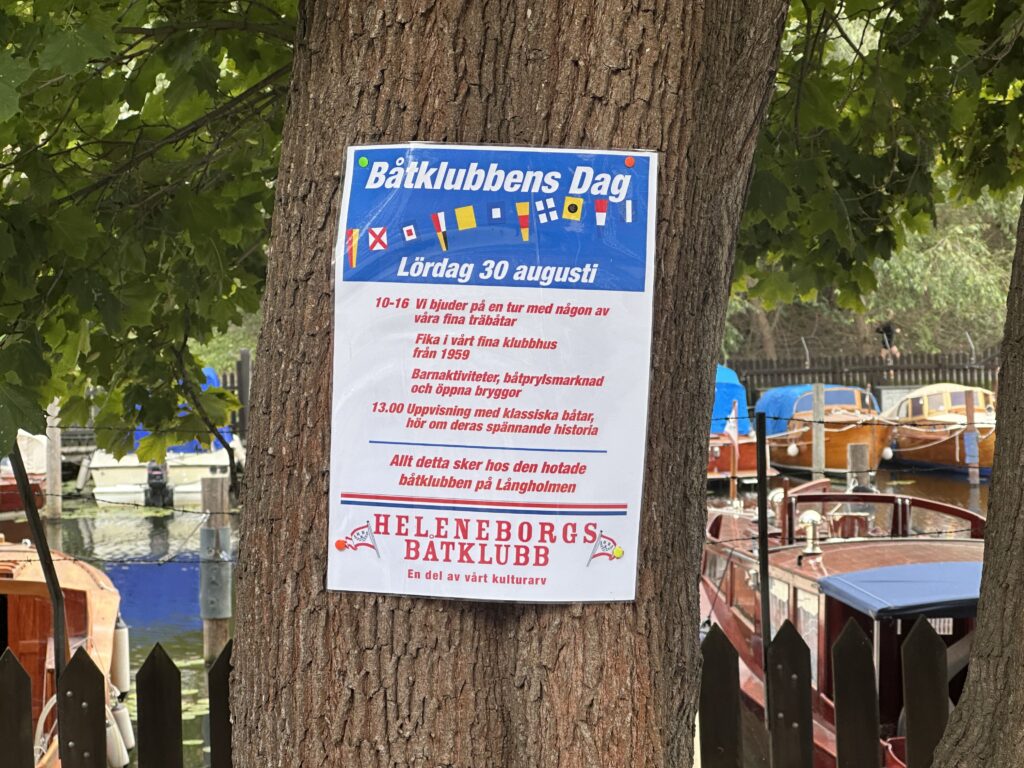 Båtklubbens Dag
Lördag 30 augusti
10-16 Vi bjuder på en tur med någon av
våra fina träbåtar
Fika i vårt fina klubbhus
från 1959
Barnaktiviteter, båtprylsmarknad
och öppna bryggor
13.00 Uppvisning med klassiska båtar,
hör om deras spännande historia
Allt detta sker hos den hotade
båtklubben på Långholmen
HELENEBORGS
BÅTKLUBB
En del av vårt kulturarv